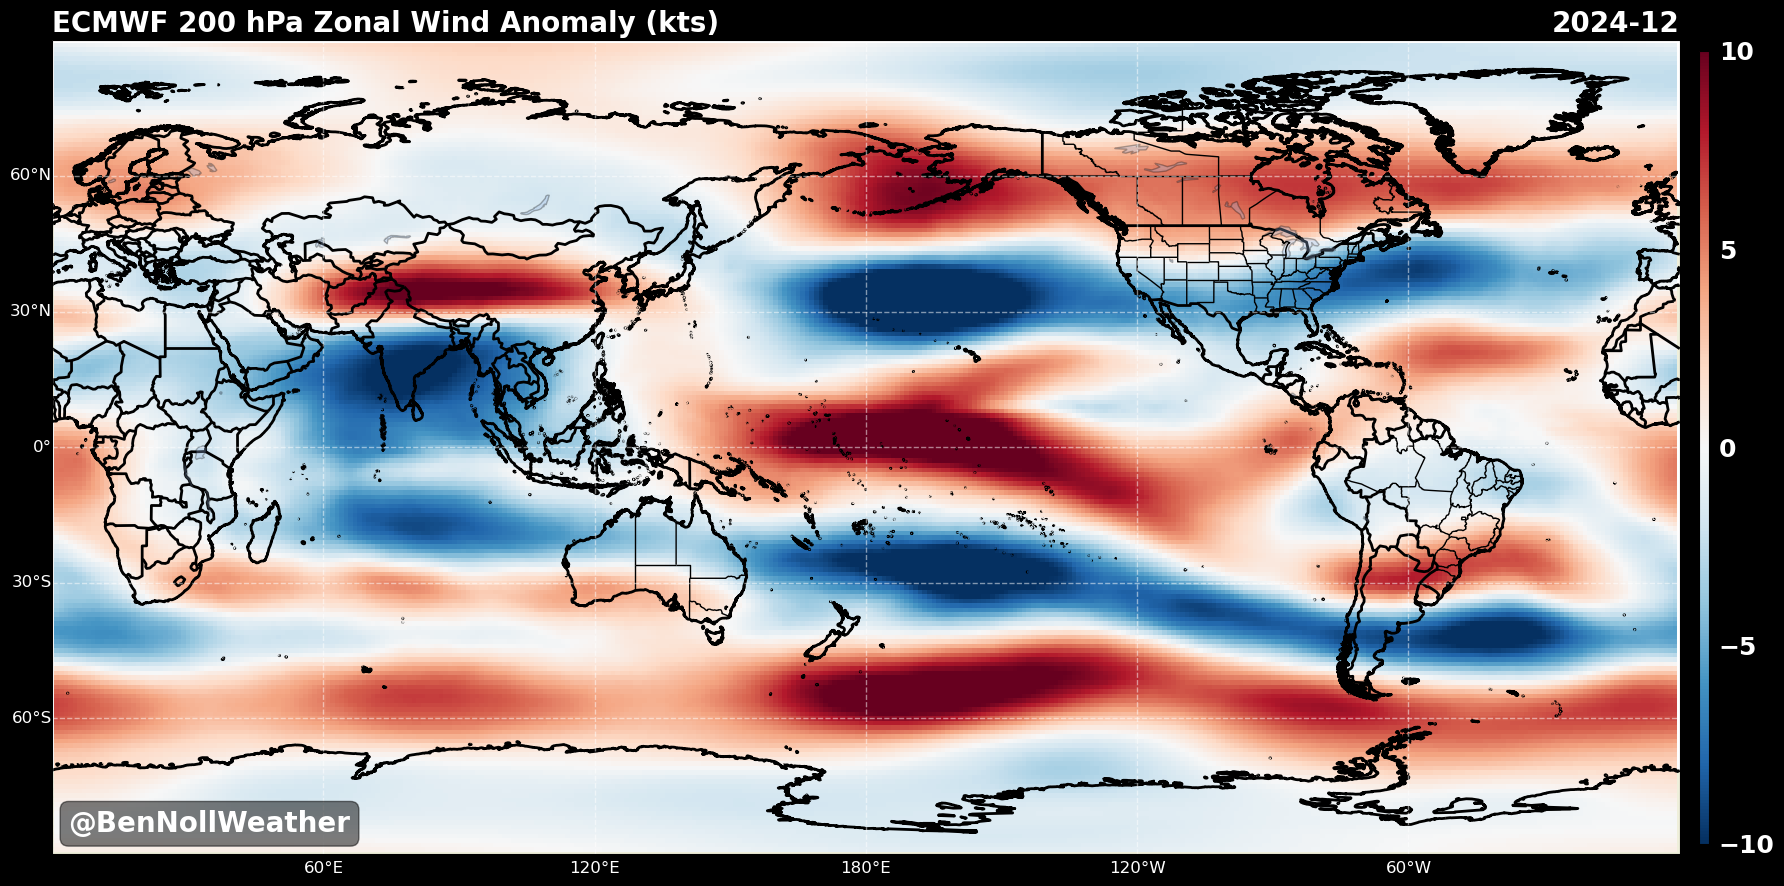 ECMWF 200 hPa Zonal Wind Anomaly (kts)
2024-12
10
5
0
−5
−10
60°N
30°N
0°
30°S
60°S
@BenNollWeather
60°E
120°E
180°E
120°W
60°W